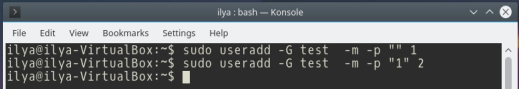 ilya : bash — Konsole
File Edit View Bookmarks Settings Help
ilya@ilya-VirtualBox:~$ sudo useradd -G test  -m -p "" 1
ilya@ilya-VirtualBox:~$ sudo useradd -G test  -m -p "1" 2
ilya@ilya-VirtualBox:~$